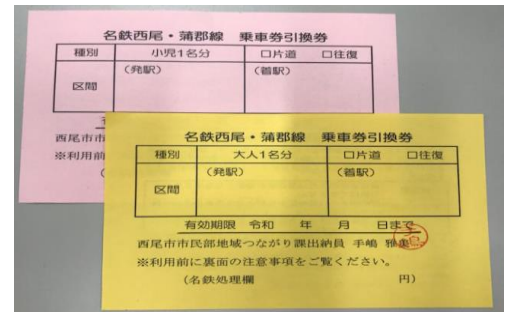 名鉄西尾・蒲郡線 乗車券引換券
種別 小児1名分 □片道 □往復
区間 (発駅) (着駅)
西尾市市
※利用前
(
名鉄西尾・蒲郡線 乗車券引換券
種別 大人1名分 □片道 □往復
区間 (発駅) (着駅)
有効期限 令和 年 月 日まで
西尾市市民部地域つながり課出納員 手嶋 雅
※利用前に裏面の注意事項をご覧ください。
(名鉄処理欄 円)